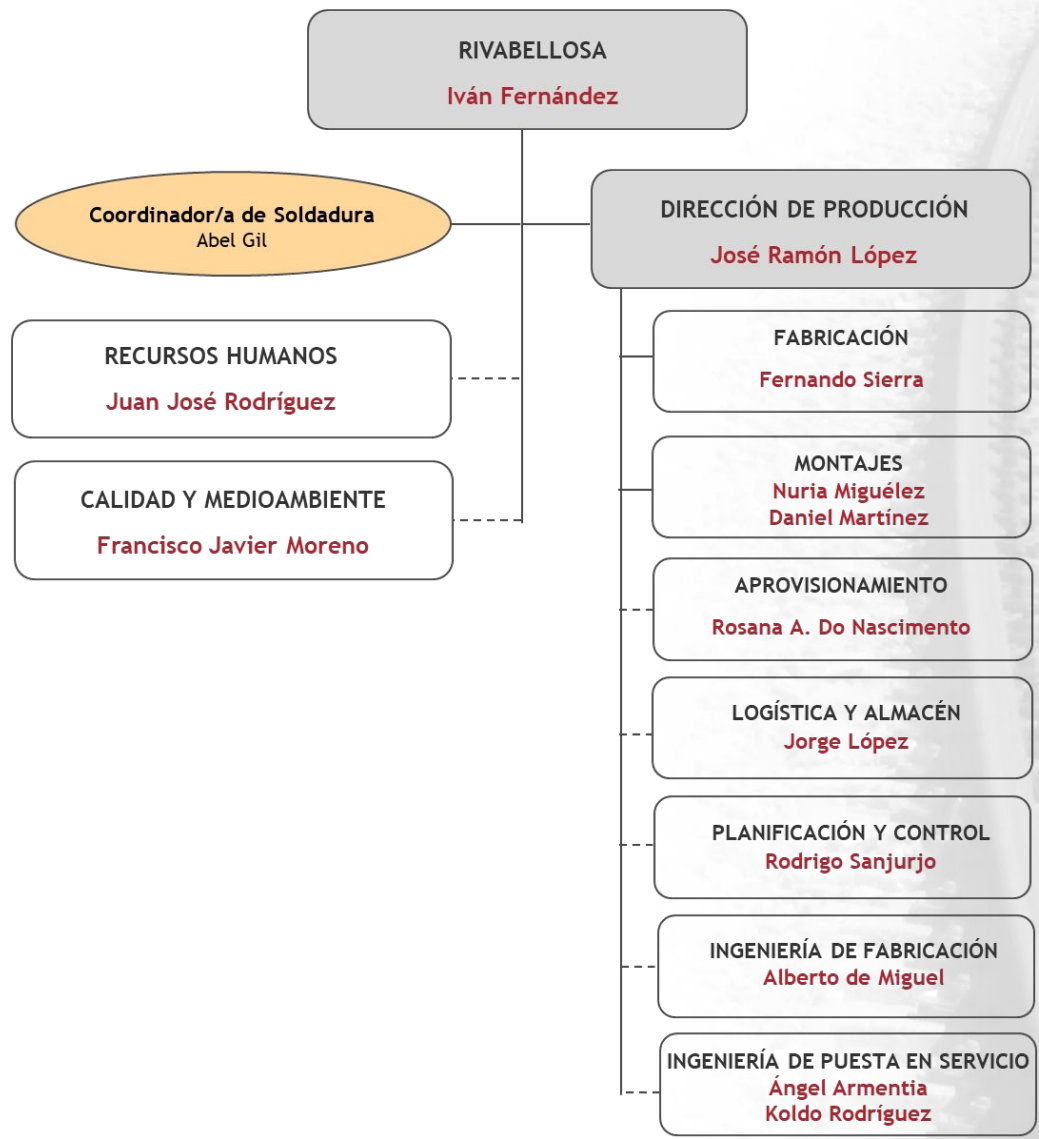 RIVABELLOSA
Iván Fernández
Coordinador/a de Soldadura
Abel Gil
DIRECCIÓN DE PRODUCCIÓN
José Ramón López
RECURSOS HUMANOS
Juan José Rodríguez
CALIDAD Y MEDIOAMBIENTE
Francisco Javier Moreno
FABRICACIÓN
Fernando Sierra
MONTAJES
Nuria Miguélez
Daniel Martínez
APROVISIONAMIENTO
Rosana A. Do Nascimento
LOGÍSTICA Y ALMACÉN
Jorge López
PLANIFICACIÓN Y CONTROL
Rodrigo Sanjurjo
INGENIERÍA DE FABRICACIÓN
Alberto de Miguel
INGENIERÍA DE PUESTA EN SERVICIO
Ángel Armentia
Koldo Rodríguez